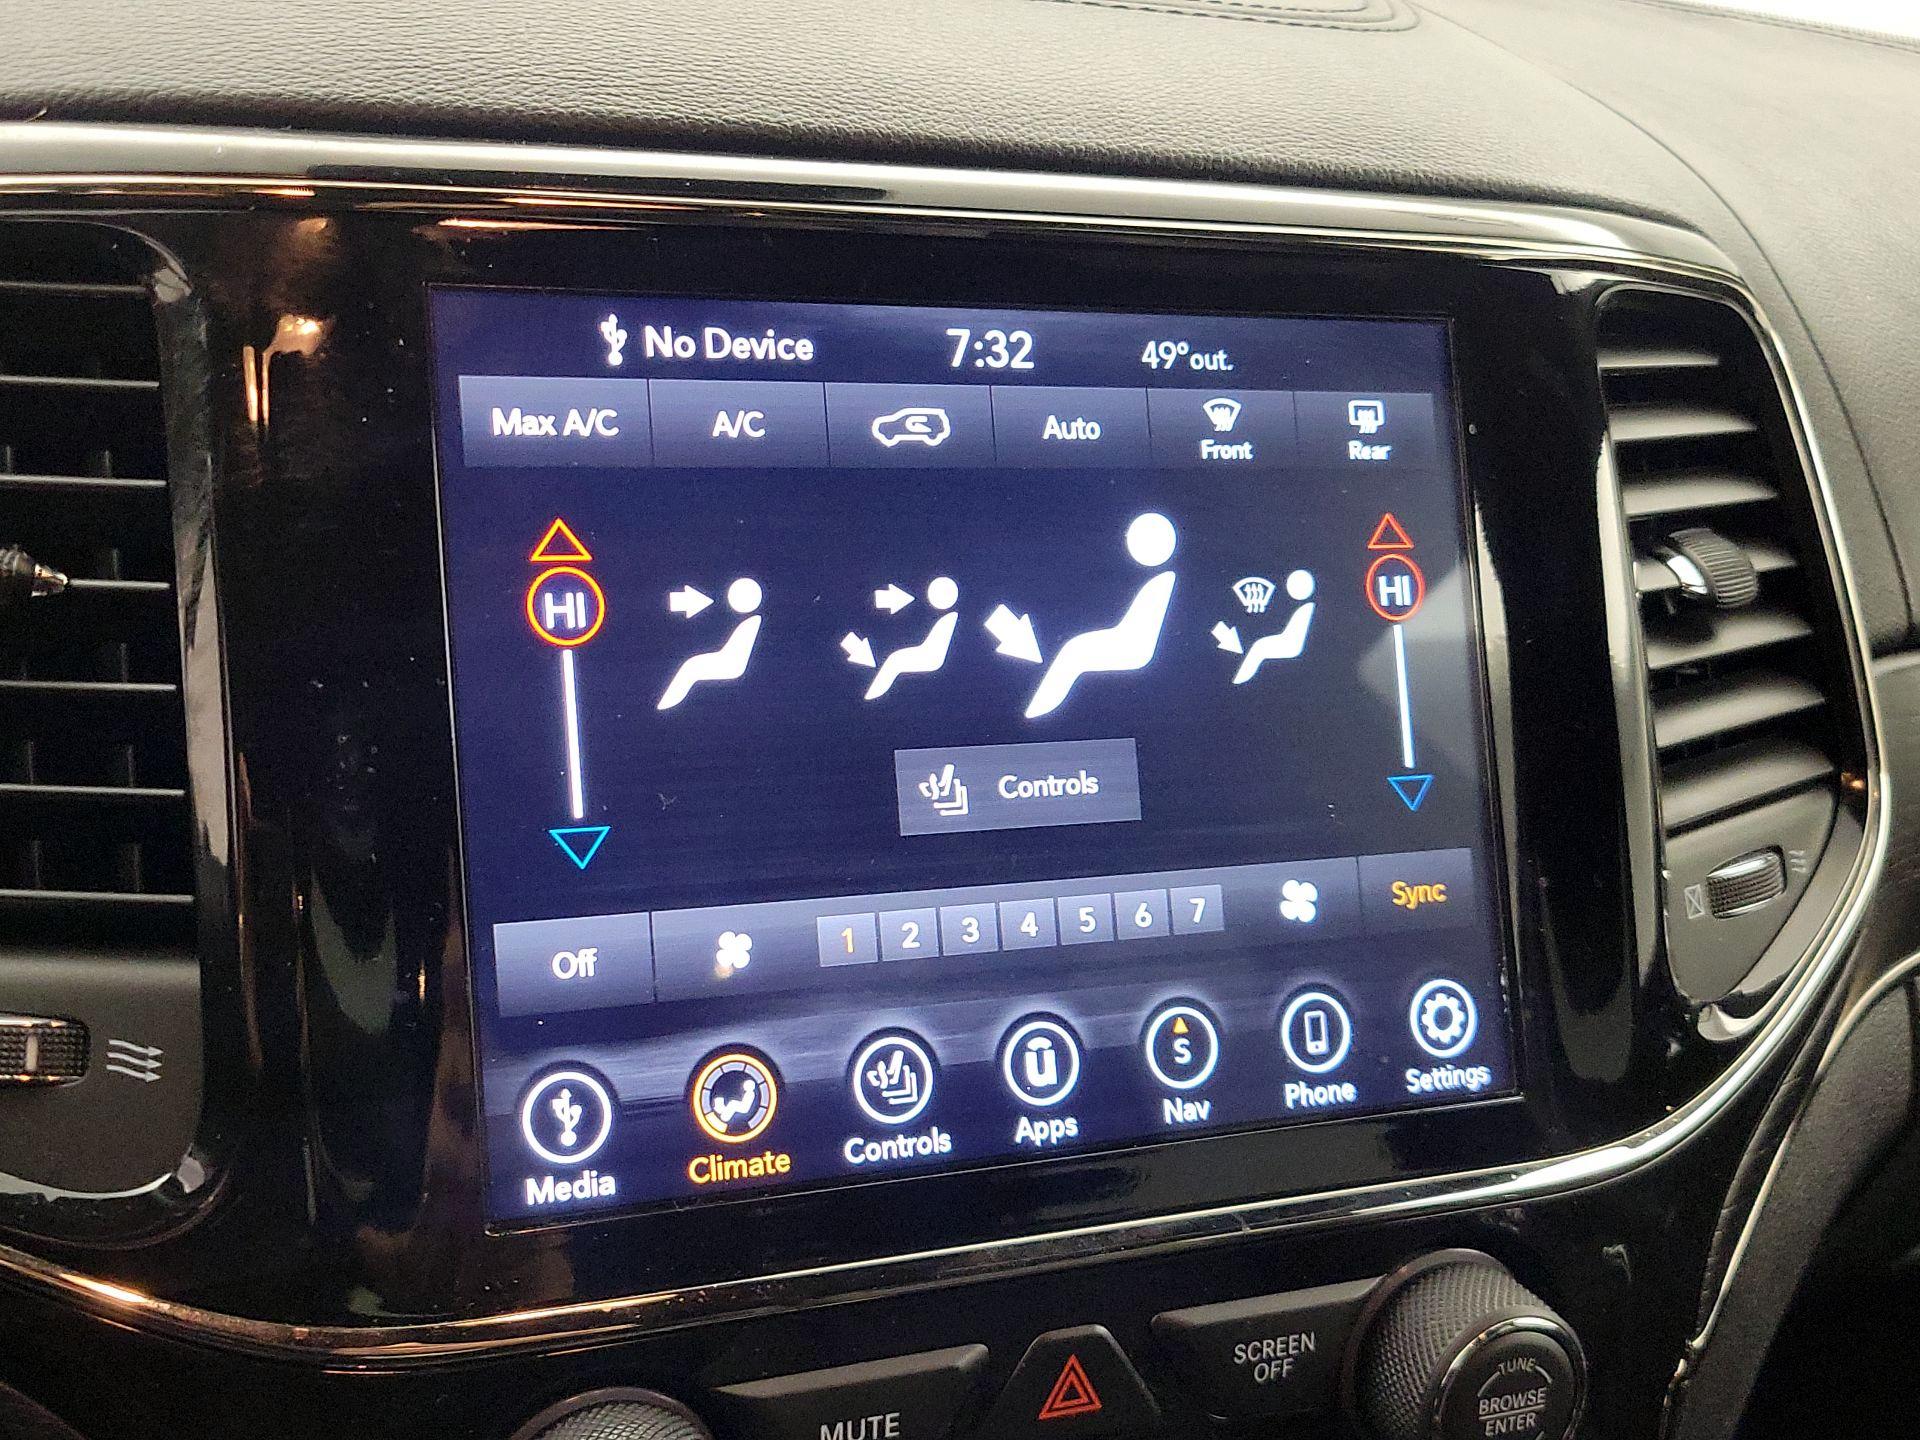 No Device 7:32 49° out.
Max A/C A/C Auto Front Rear
HI HI
Controls
Off 1 2 3 4 5 6 7 Sync
u S
Media Climate Controls Apps Nav Phone Settings
MUTE
SCREEN
OFF
TUNE
BROWSE
ENTER